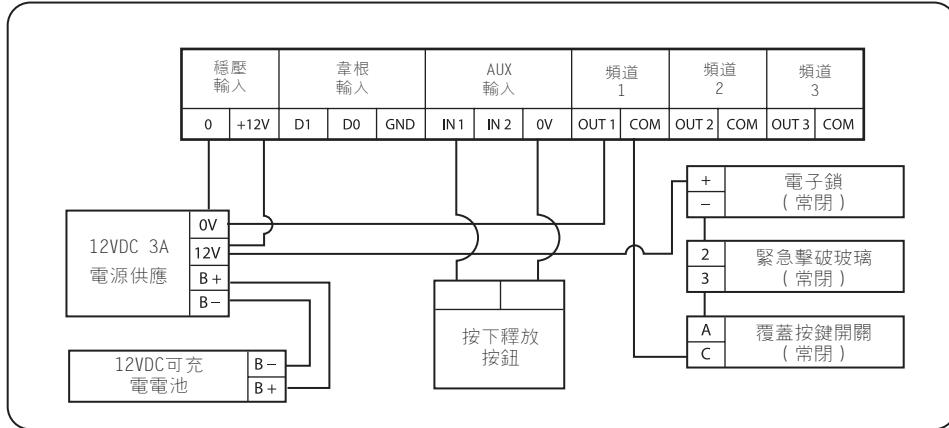 穩壓
輸入
韋根
輸入
AUX
輸入
頻道
1
頻道
2
頻道
3
0
+12V
D1
D0
GND
IN 1
IN 2
0V
OUT 1
COM
OUT 2
COM
OUT 3
COM
12VDC 3A
電源供應
0V
12V
B +
B –
12VDC可充
電電池
B –
B +
按下釋放
按鈕
+
–
電子鎖
( 常閉 )
2
3
緊急擊破玻璃
( 常閉 )
A
C
覆蓋按鍵開關
( 常閉 )